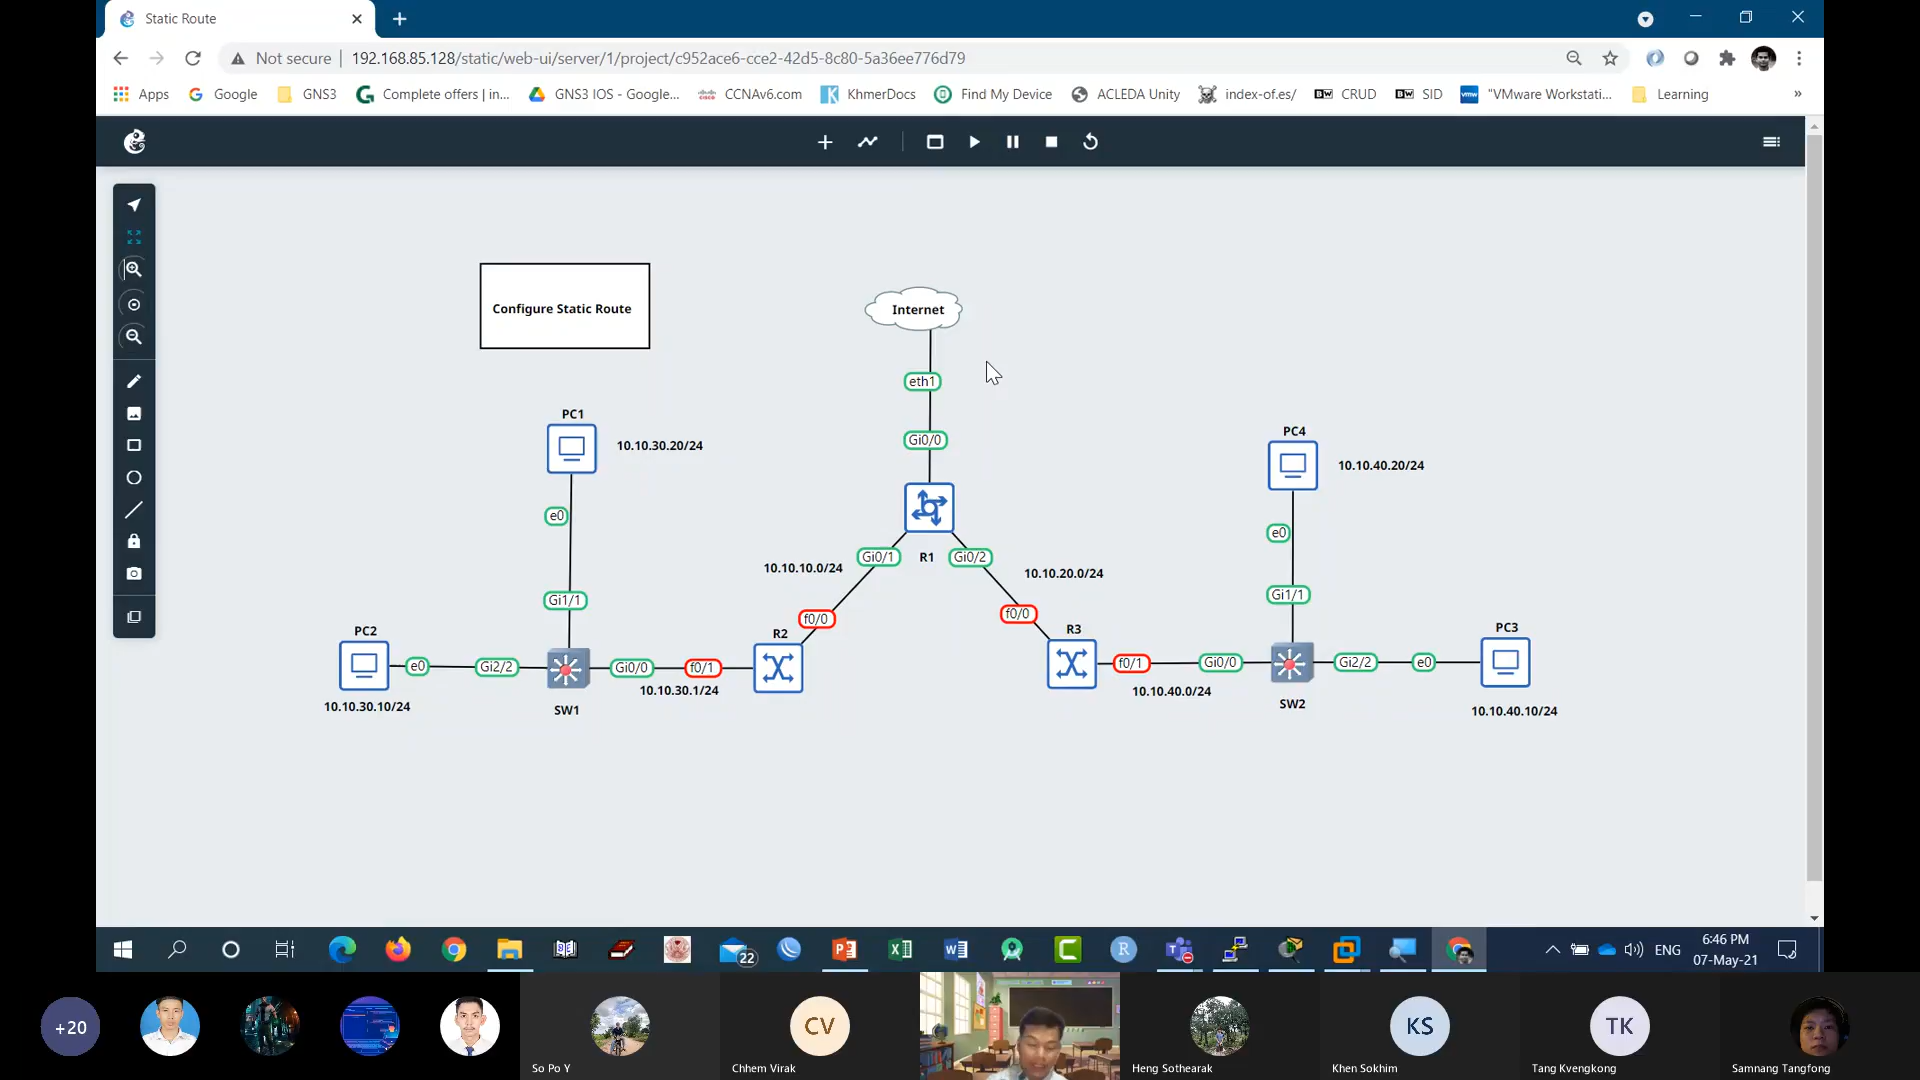 Static Route
Not secure
192.168.85.128/static/web-ui/server/1/project/c952ace6-cce2-42d5-8c80-5a36ee776d79
Apps
Google
GNS3
Complete offers | in...
GNS3 IOS - Google...
CCNAv6.com
KhmerDocs
Find My Device
ACLEDA Unity
index-of.es/
CRUD
SID
"VMware Workstati...
Learning
»
Configure Static Route
Internet
eth1
Gi0/0
PC1
10.10.30.20/24
PC4
10.10.40.20/24
e0
e0
Gi0/1
R1
Gi0/2
10.10.10.0/24
10.10.20.0/24
Gi1/1
Gi1/1
f0/0
f0/0
PC2
R2
R3
PC3
e0
Gi2/2
Gi0/0
f0/1
f0/1
Gi0/0
Gi2/2
e0
10.10.30.1/24
10.10.40.0/24
10.10.30.10/24
SW1
SW2
10.10.40.10/24
22
ENG
6:46 PM
07-May-21
+20
CV
KS
TK
So Po Y
Chhem Virak
Heng Sothearak
Khen Sokhim
Tang Kvengkong
Samnang Tangfong